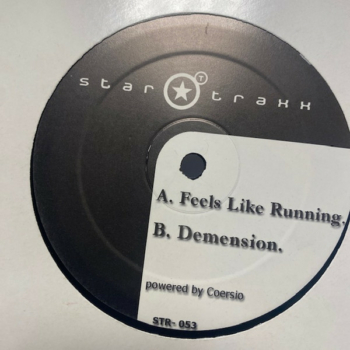 star traxx
T
A. Feels Like Running.
B. Demension.
powered by Coersio
STR- 053